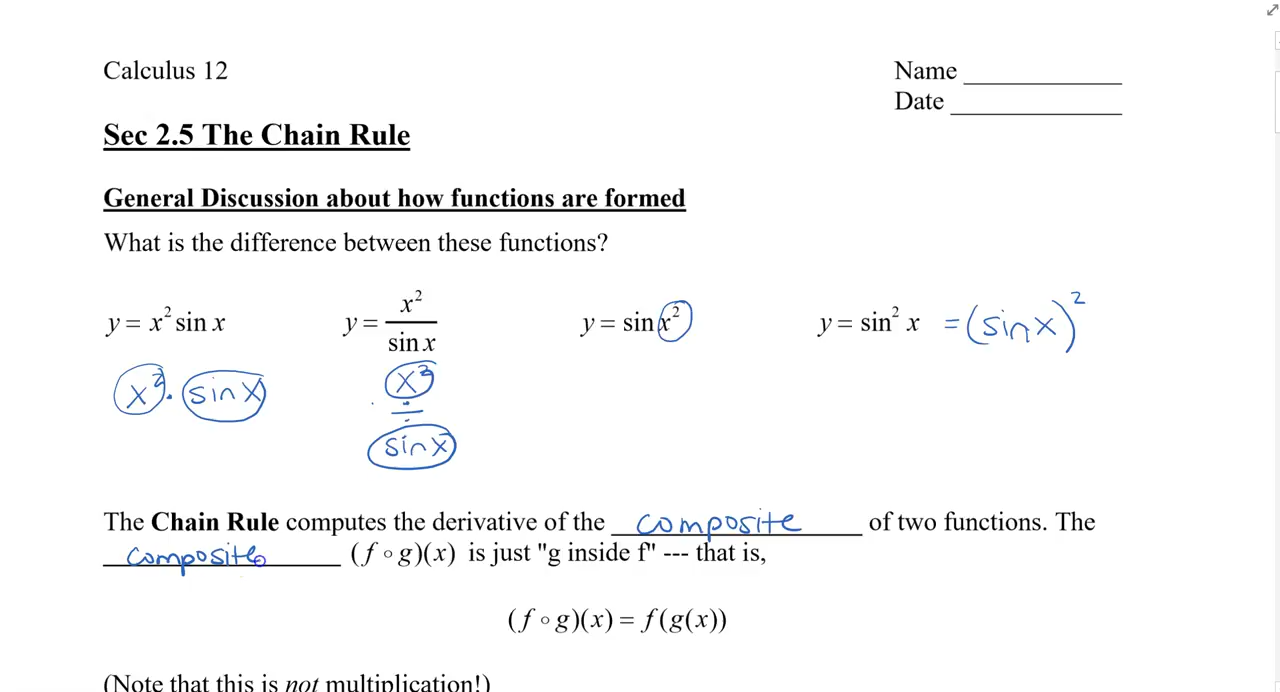 Calculus 12
Name ____________
Date ____________
Sec 2.5 The Chain Rule
General Discussion about how functions are formed
What is the difference between these functions?
y = x² sin x
y = x² / sin x
y = sin x²
y = sin² x = (sin x)²
x² · sin x
x² ÷ sin x
The Chain Rule computes the derivative of the composite of two functions. The
composite (f ∘ g)(x) is just "g inside f" --- that is,
(f ∘ g)(x) = f(g(x))
(Note that this is not multiplication!)